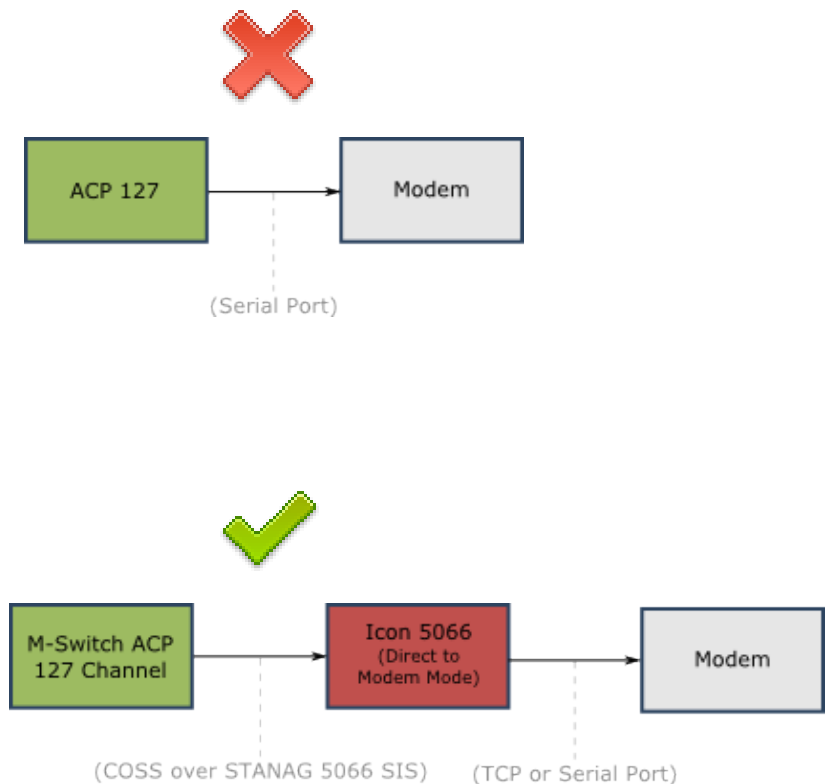 ACP 127
Modem
(Serial Port)
M-Switch ACP
127 Channel
Icon 5066
(Direct to
Modem Mode)
Modem
(COSS over STANAG 5066 SIS)
(TCP or Serial Port)